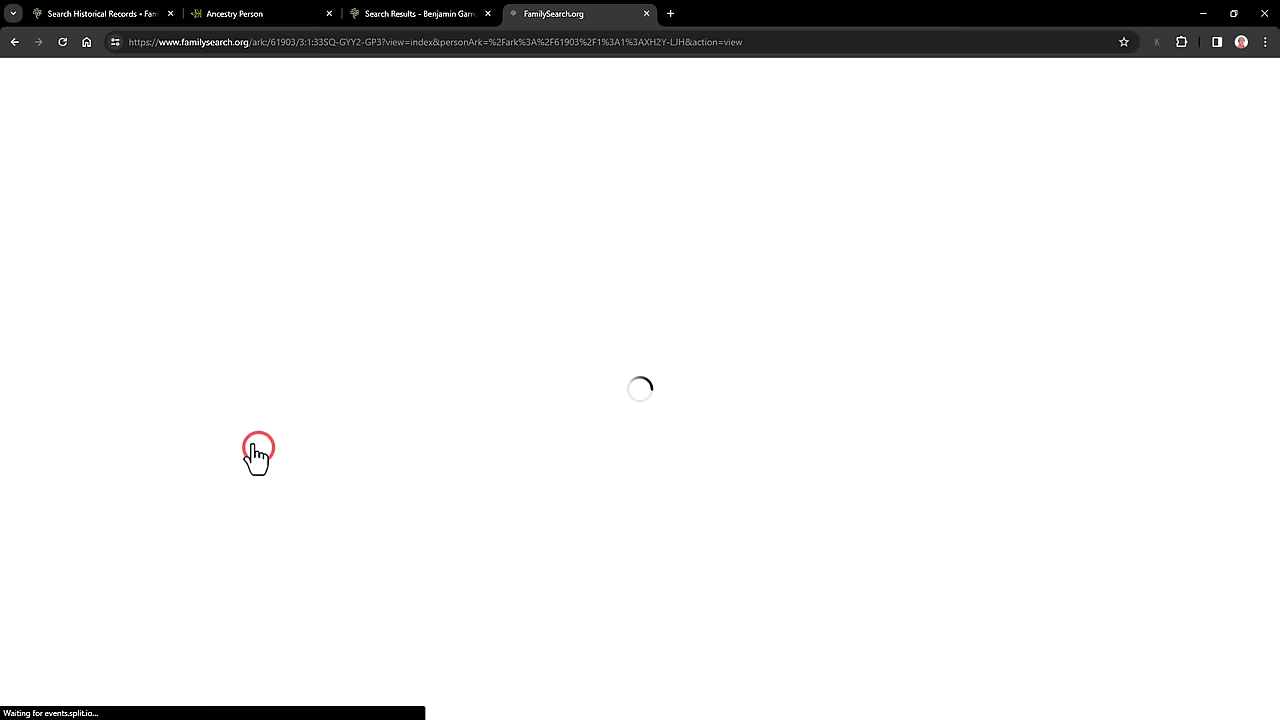 Search Historical Records • Fam
Ancestry Person
Search Results - Benjamin Garr
FamilySearch.org
https://www.familysearch.org/ark:/61903/3:1:33SQ-GYY2-GP3?view=index&personArk=%2Fark%3A%2F61903%2F1%3A1%3AXH2Y-LJH&action=view
K
Waiting for events.split.io...